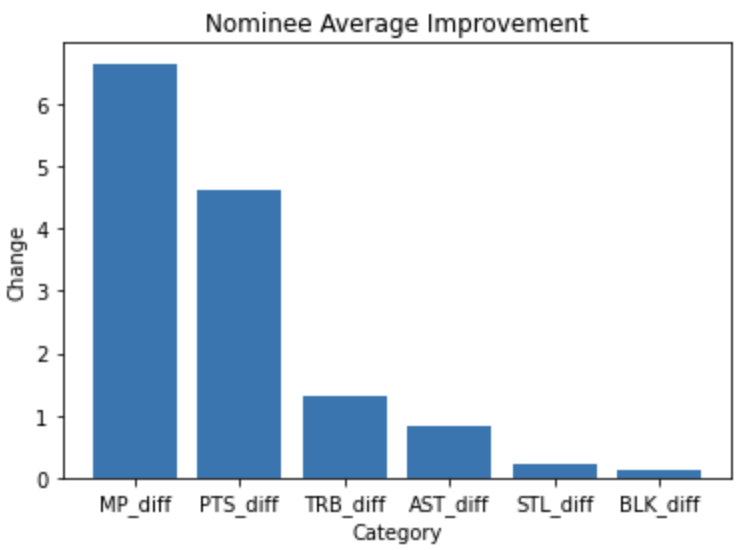 Nominee Average Improvement
6
5
4
3
2
1
0
Change
MP_diff PTS_diff TRB_diff AST_diff STL_diff BLK_diff
Category